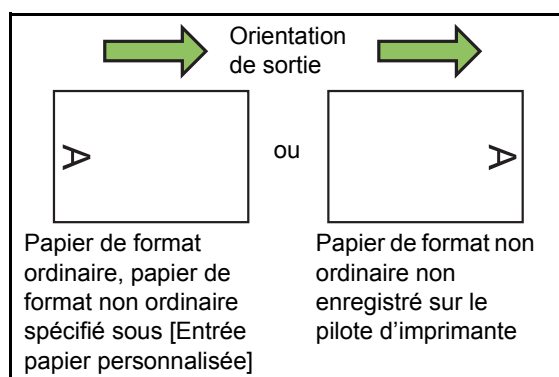 Orientation
de sortie
A
ou
A
Papier de format
ordinaire, papier de
format non ordinaire
spécifié sous [Entrée
papier personnalisée]
Papier de format non
ordinaire non
enregistré sur le
pilote d’imprimante